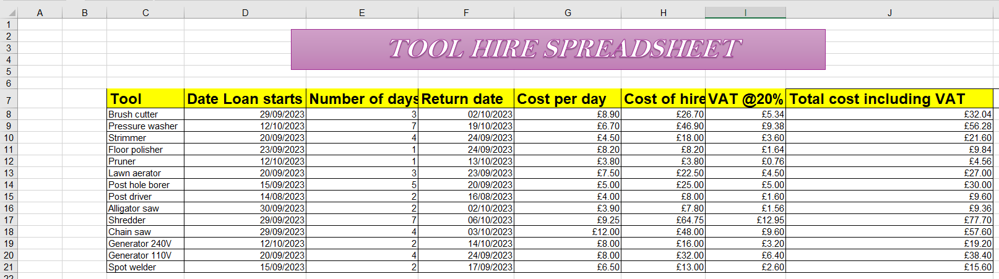 A B C D E F G H I J
1
2 TOOL HIRE SPREADSHEET
3
4
5
6
7 Tool Date Loan starts Number of days Return date Cost per day Cost of hire VAT @20% Total cost including VAT
8 Brush cutter 29/09/2023 3 02/10/2023 £8.90 £26.70 £5.34 £32.04
9 Pressure washer 12/10/2023 7 19/10/2023 £6.70 £46.90 £9.38 £56.28
10 Strimmer 20/09/2023 4 24/09/2023 £4.50 £18.00 £3.60 £21.60
11 Floor polisher 23/09/2023 1 24/09/2023 £8.20 £8.20 £1.64 £9.84
12 Pruner 12/10/2023 1 13/10/2023 £3.80 £3.80 £0.76 £4.56
13 Lawn aerator 20/09/2023 3 23/09/2023 £7.50 £22.50 £4.50 £27.00
14 Post hole borer 15/09/2023 5 20/09/2023 £5.00 £25.00 £5.00 £30.00
15 Post driver 14/08/2023 2 16/08/2023 £4.00 £8.00 £1.60 £9.60
16 Alligator saw 30/09/2023 2 02/10/2023 £3.90 £7.80 £1.56 £9.36
17 Shredder 29/09/2023 7 06/10/2023 £9.25 £64.75 £12.95 £77.70
18 Chain saw 29/09/2023 4 03/10/2023 £12.00 £48.00 £9.60 £57.60
19 Generator 240V 12/10/2023 2 14/10/2023 £8.00 £16.00 £3.20 £19.20
20 Generator 110V 20/09/2023 4 24/09/2023 £8.00 £32.00 £6.40 £38.40
21 Spot welder 15/09/2023 2 17/09/2023 £6.50 £13.00 £2.60 £15.60
22